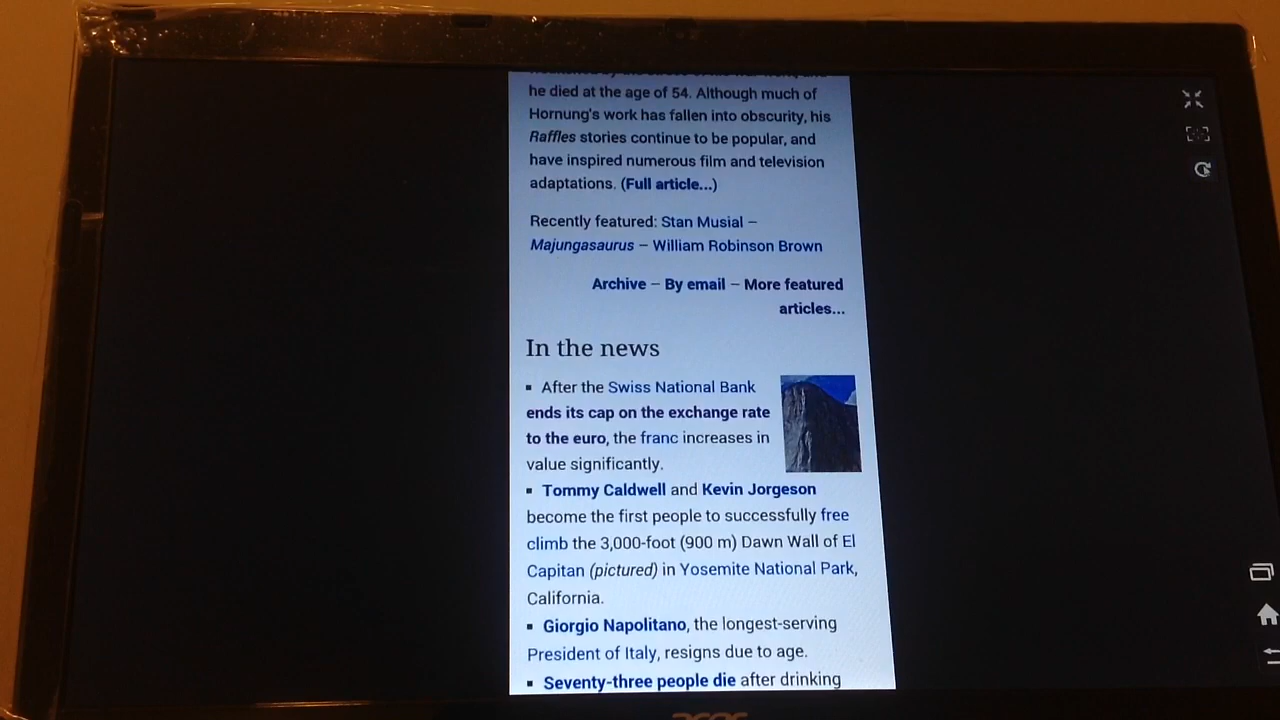 he died at the age of 54. Although much of
Hornung's work has fallen into obscurity, his
Raffles stories continue to be popular, and
have inspired numerous film and television
adaptations. (Full article...)
Recently featured: Stan Musial –
Majungasaurus – William Robinson Brown
Archive – By email – More featured
articles...
In the news
▪ After the Swiss National Bank
ends its cap on the exchange rate
to the euro, the franc increases in
value significantly.
▪ Tommy Caldwell and Kevin Jorgeson
become the first people to successfully free
climb the 3,000-foot (900 m) Dawn Wall of El
Capitan (pictured) in Yosemite National Park,
California.
▪ Giorgio Napolitano, the longest-serving
President of Italy, resigns due to age.
▪ Seventy-three people die after drinking